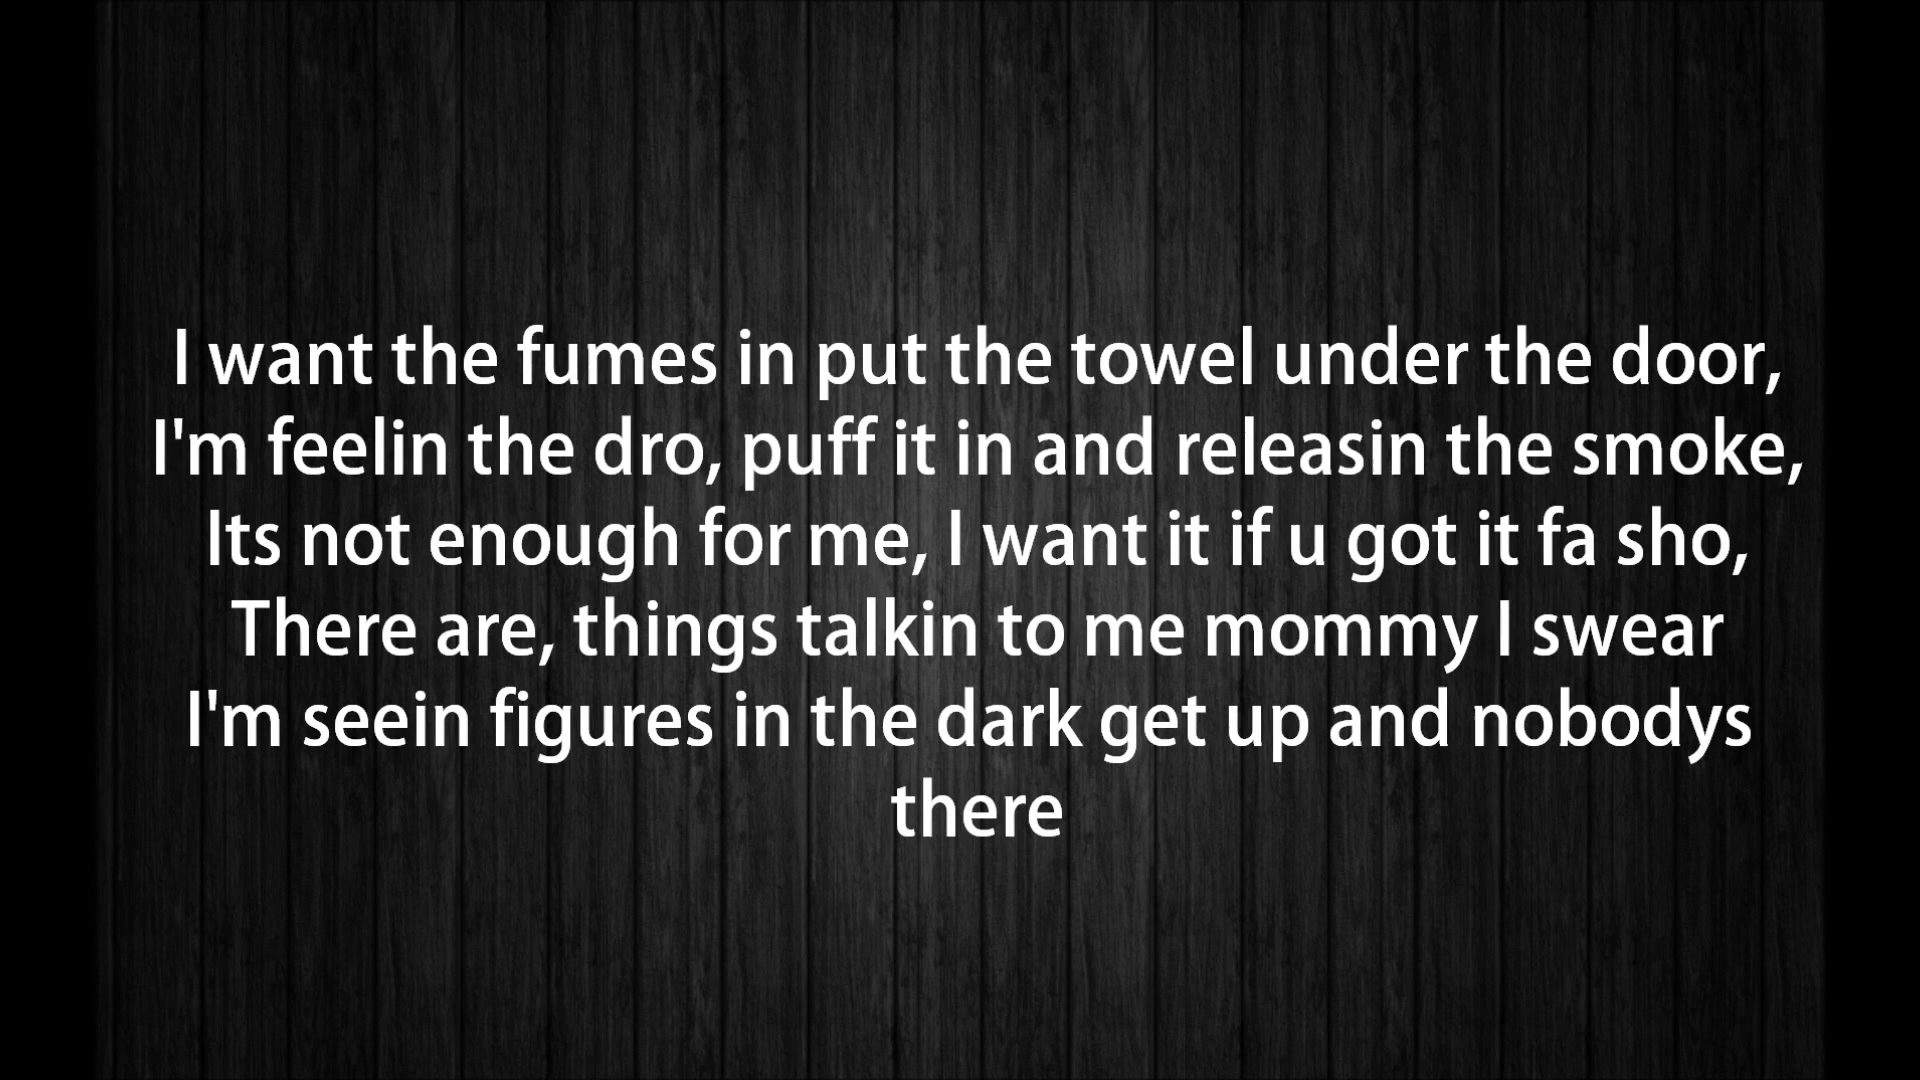 I want the fumes in put the towel under the door,
I'm feelin the dro, puff it in and releasin the smoke,
Its not enough for me, I want it if u got it fa sho,
There are, things talkin to me mommy I swear
I'm seein figures in the dark get up and nobodys
there